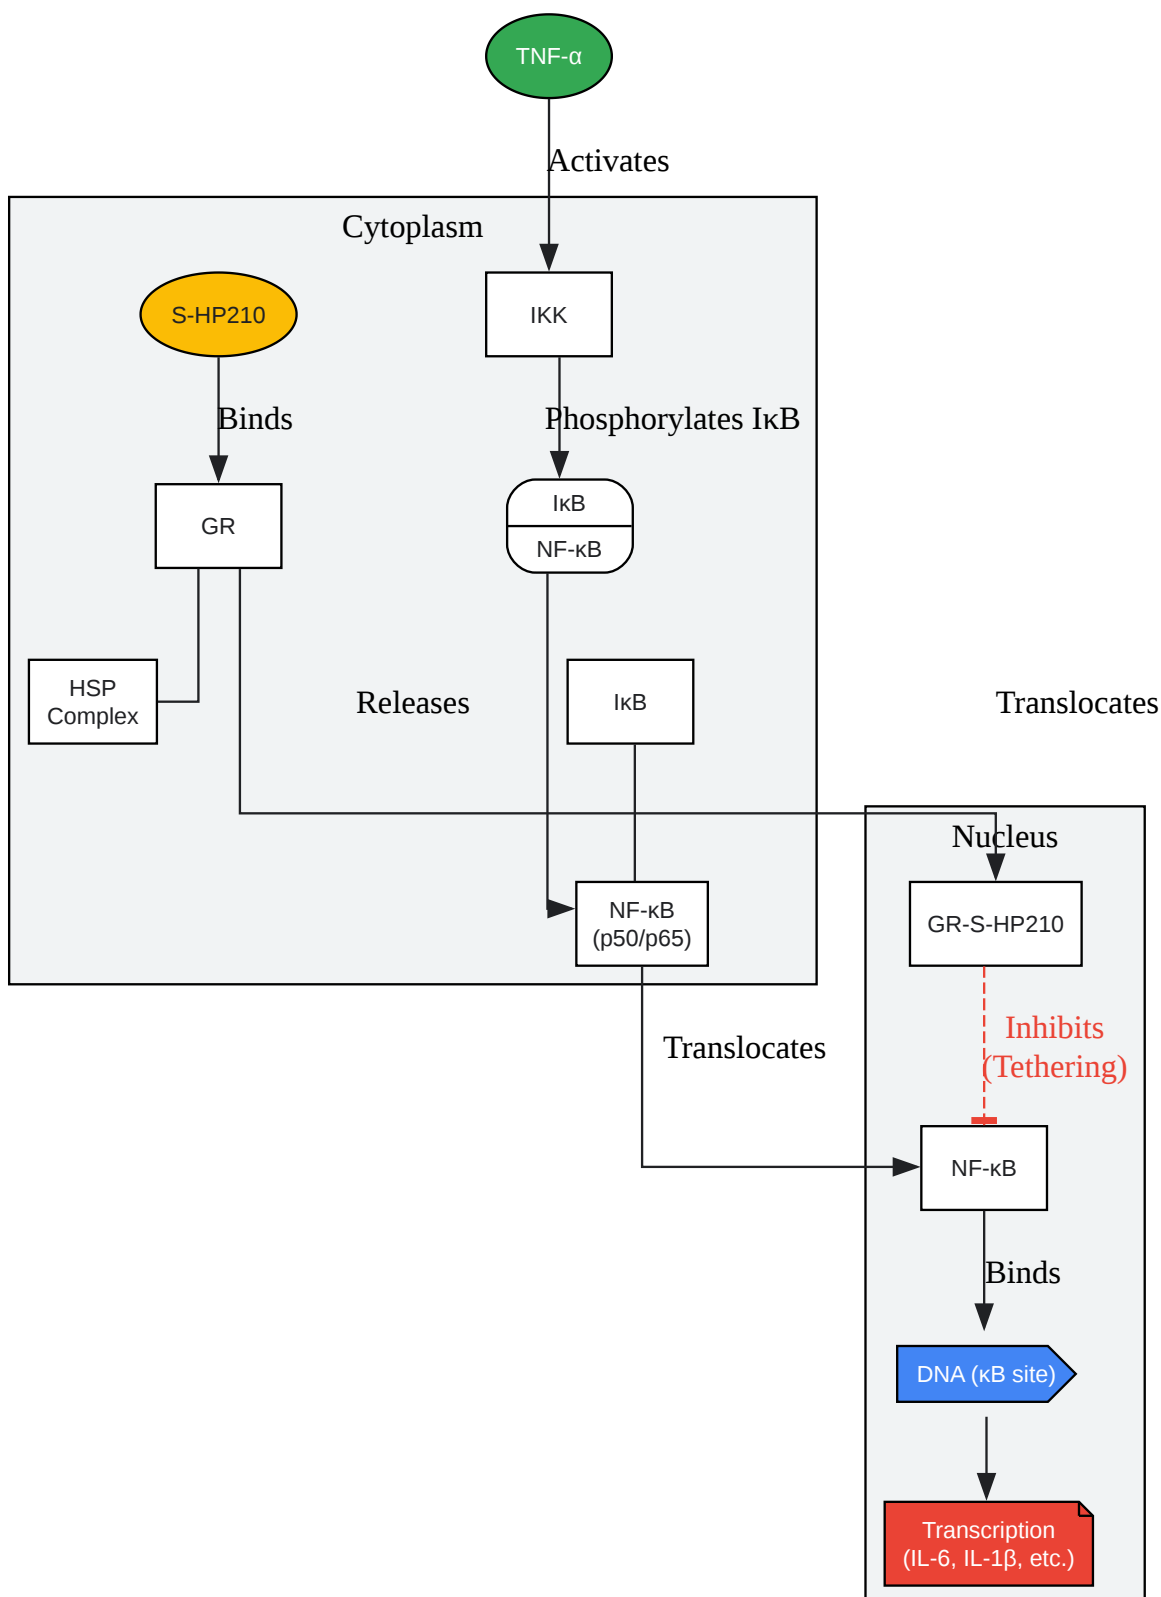 TNF-α
Activates
Cytoplasm
S-HP210
IKK
Binds
Phosphorylates IκB
IκB
NF-κB
GR
HSP
Complex
Releases
IκB
Translocates
Nucleus
NF-κB
(p50/p65)
GR-S-HP210
Translocates
Inhibits
(Tethering)
NF-κB
Binds
DNA (κB site)
Transcription
(IL-6, IL-1β, etc.)